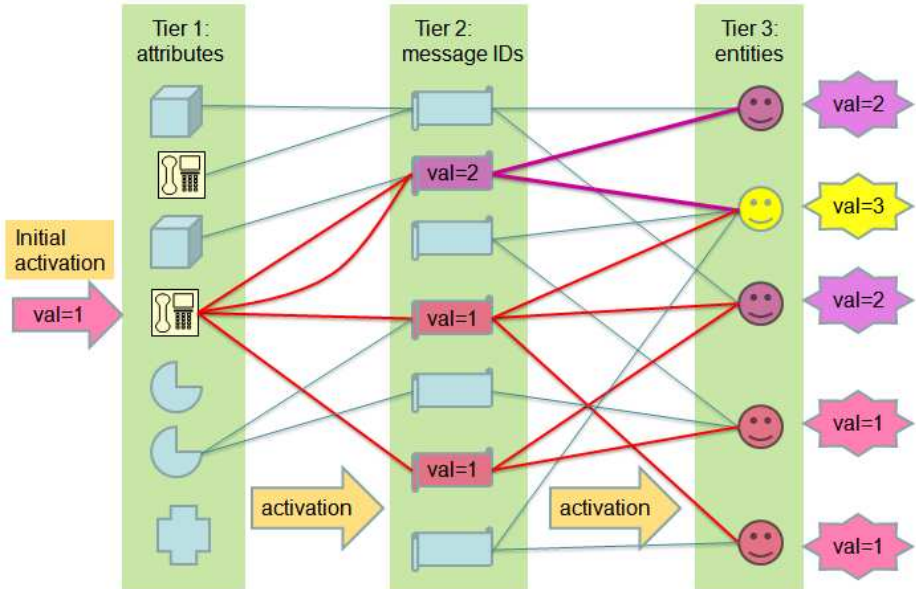 Tier 1:
attributes
Tier 2:
message IDs
Tier 3:
entities
val=2
val=2
val=3
Initial
activation
val=1
val=1
val=2
val=1
val=1
activation
activation
val=1